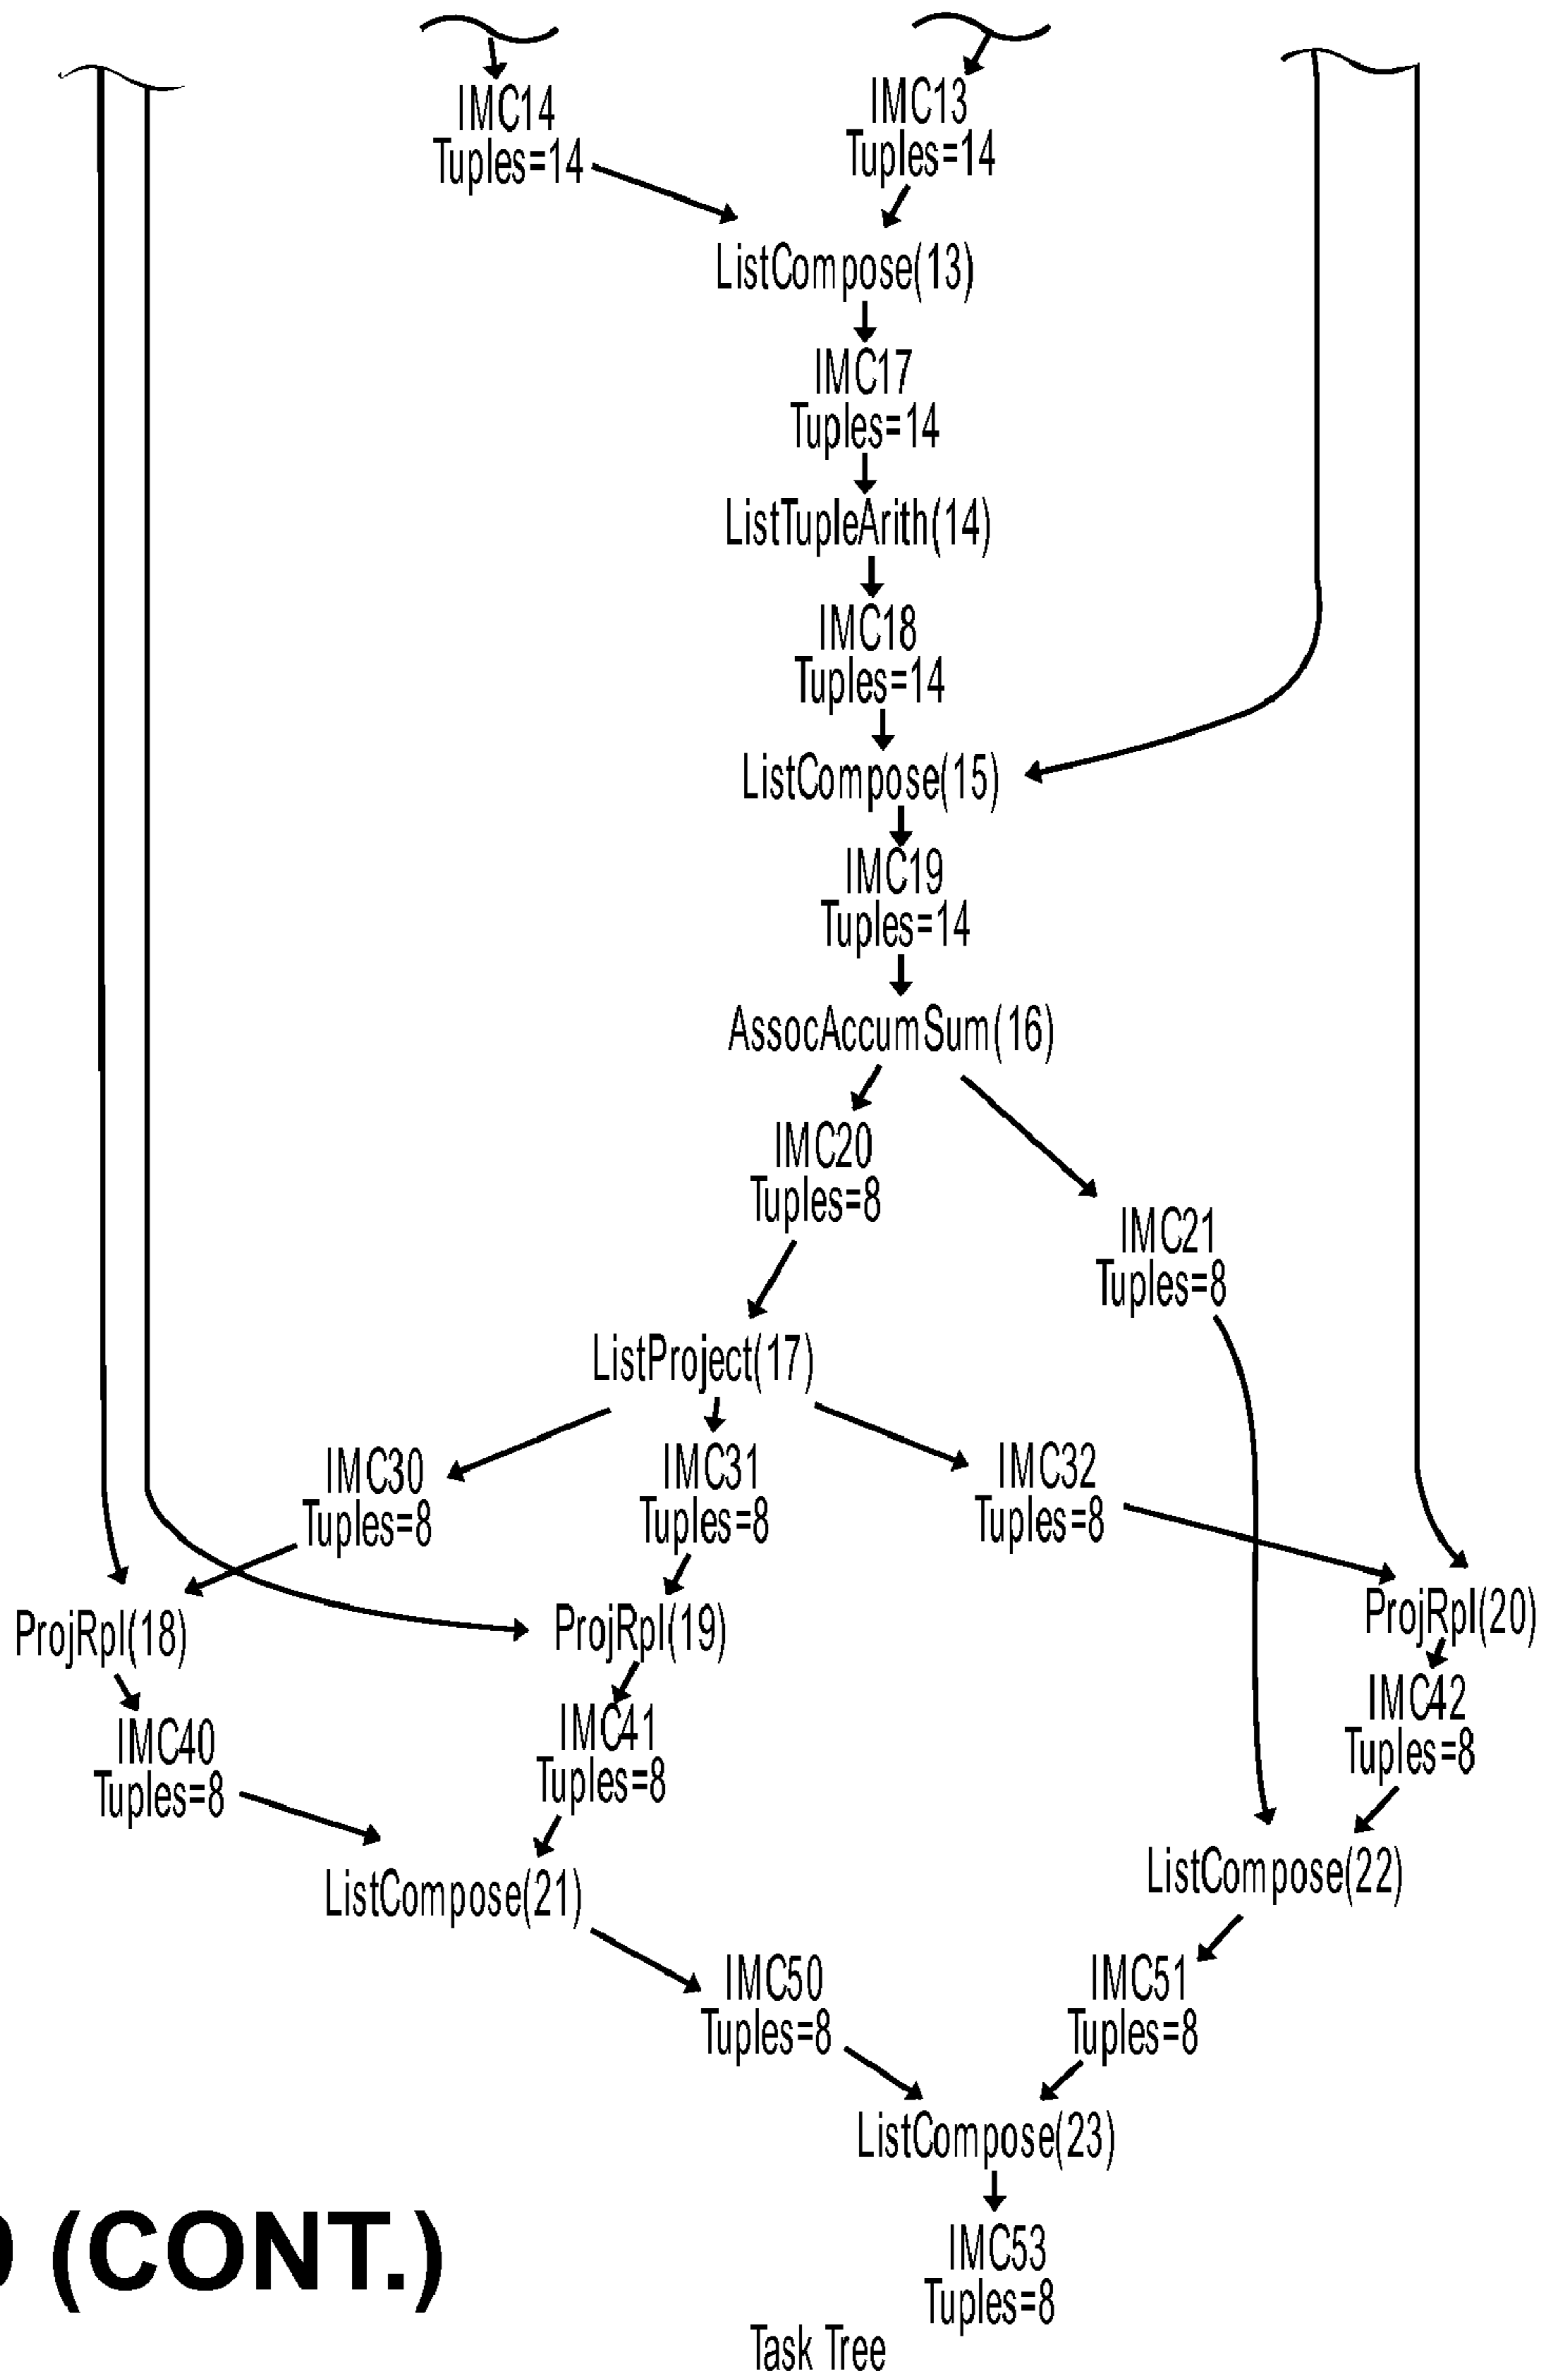 IMC14
Tuples=14
IMC13
Tuples=14
ListCompose(13)
IMC17
Tuples=14
ListTupleArith(14)
IMC18
Tuples=14
ListCompose(15)
IMC19
Tuples=14
AssocAccumSum(16)
IMC20
Tuples=8
IMC21
Tuples=8
ListProject(17)
IMC30
Tuples=8
IMC31
Tuples=8
IMC32
Tuples=8
ProjRpl(18)
ProjRpl(19)
ProjRpl(20)
IMC40
Tuples=8
IMC41
Tuples=8
IMC42
Tuples=8
ListCompose(21)
ListCompose(22)
IMC50
Tuples=8
IMC51
Tuples=8
ListCompose(23)
IMC53
Tuples=8
(CONT.)
Task Tree